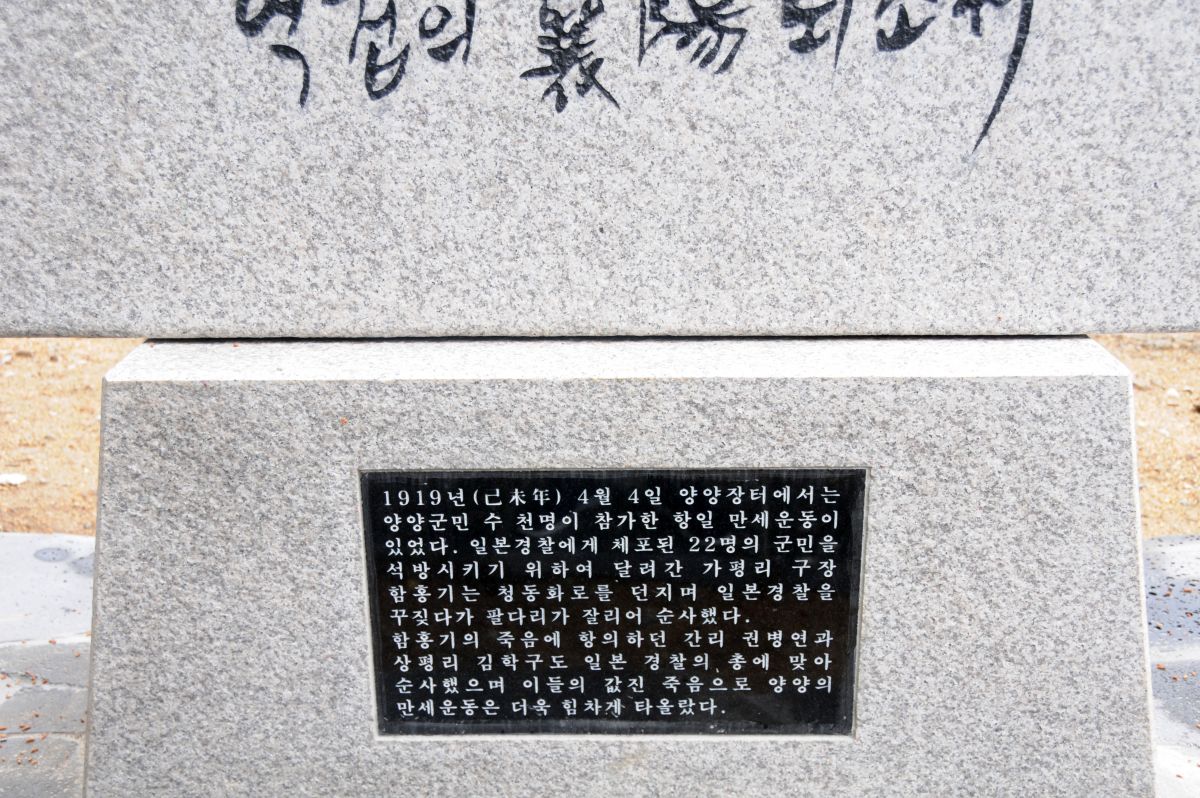 의 襄陽
1919년(己未年) 4월 4일 양양장터에서는
양양군민 수 천명이 참가한 항일 만세운동이
있었다. 일본경찰에게 체포된 22명의 군민을
석방시키기 위하여 달려간 가평리 구장
함홍기는 청동화로를 던지며 일본경찰을
꾸짖다가 팔다리가 잘리어 순사했다.
함홍기의 죽음에 항의하던 간리 권병연과
상평리 김학구도 일본 경찰의 총에 맞아
순사했으며 이들의 값진 죽음으로 양양의
만세운동은 더욱 힘차게 타올랐다.